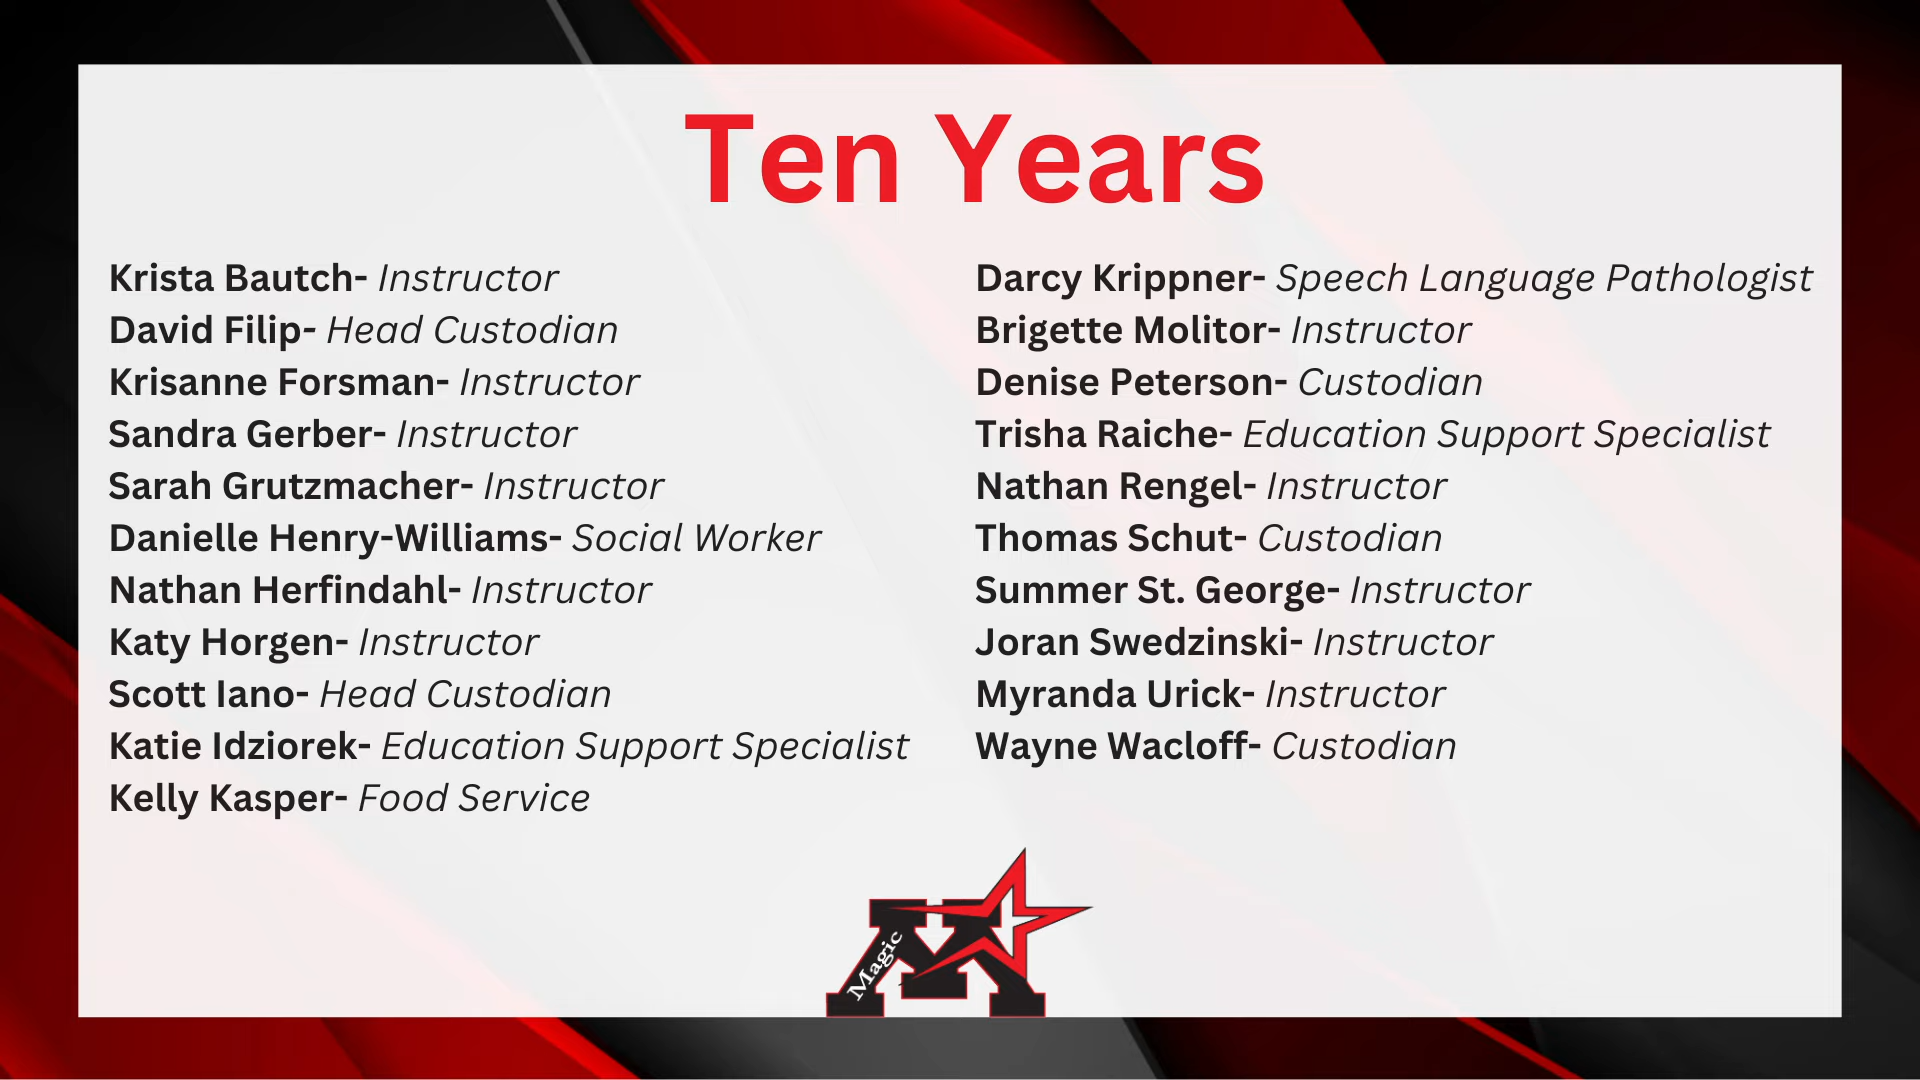 Ten Years
Krista Bautch- Instructor
David Filip- Head Custodian
Krisanne Forsman- Instructor
Sandra Gerber- Instructor
Sarah Grutzmacher- Instructor
Danielle Henry-Williams- Social Worker
Nathan Herfindahl- Instructor
Katy Horgen- Instructor
Scott Iano- Head Custodian
Katie Idziorek- Education Support Specialist
Kelly Kasper- Food Service
Darcy Krippner- Speech Language Pathologist
Brigette Molitor- Instructor
Denise Peterson- Custodian
Trisha Raiche- Education Support Specialist
Nathan Rengel- Instructor
Thomas Schut- Custodian
Summer St. George- Instructor
Joran Swedzinski- Instructor
Myranda Urick- Instructor
Wayne Wacloff- Custodian
M
Magic